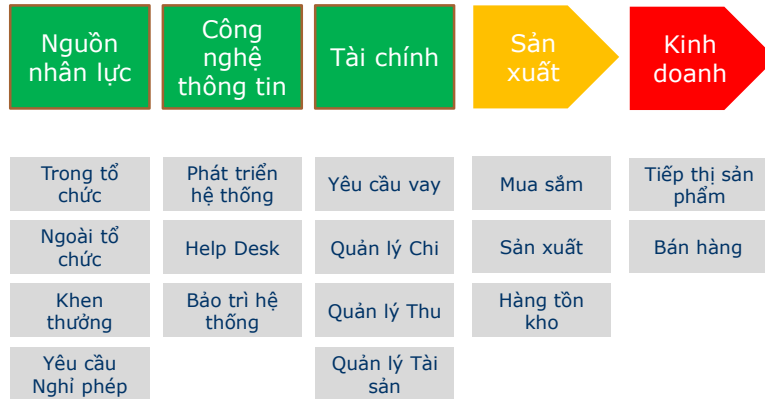 Nguồn
nhân lực
Công
nghệ
thông tin
Tài chính
Sản
xuất
Kinh
doanh
Trong tổ
chức
Phát triển
hệ thống
Yêu cầu vay
Mua sắm
Tiếp thị sản
phẩm
Ngoài tổ
chức
Help Desk
Quản lý Chi
Sản xuất
Bán hàng
Khen
thưởng
Bảo trì hệ
thống
Quản lý Thu
Hàng tồn
kho
Yêu cầu
Nghỉ phép
Quản lý Tài
sản